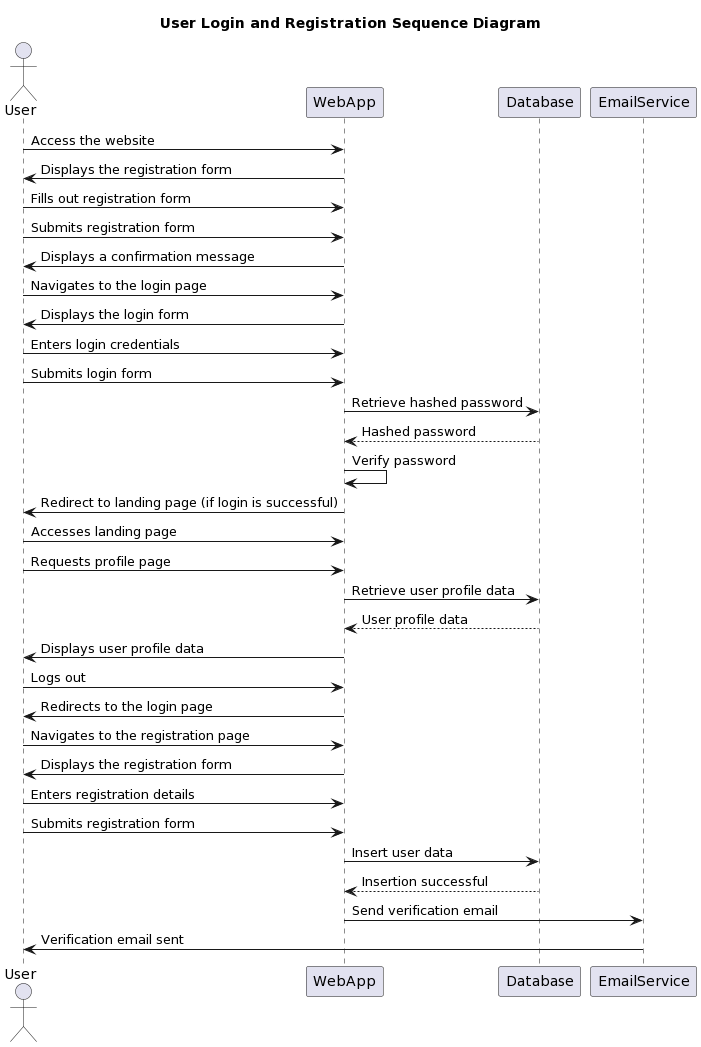 User Login and Registration Sequence Diagram
User
WebApp
Database
EmailService
Access the website
Displays the registration form
Fills out registration form
Submits registration form
Displays a confirmation message
Navigates to the login page
Displays the login form
Enters login credentials
Submits login form
Retrieve hashed password
Hashed password
Verify password
Redirect to landing page (if login is successful)
Accesses landing page
Requests profile page
Retrieve user profile data
User profile data
Displays user profile data
Logs out
Redirects to the login page
Navigates to the registration page
Displays the registration form
Enters registration details
Submits registration form
Insert user data
Insertion successful
Send verification email
Verification email sent
User
WebApp
Database
EmailService